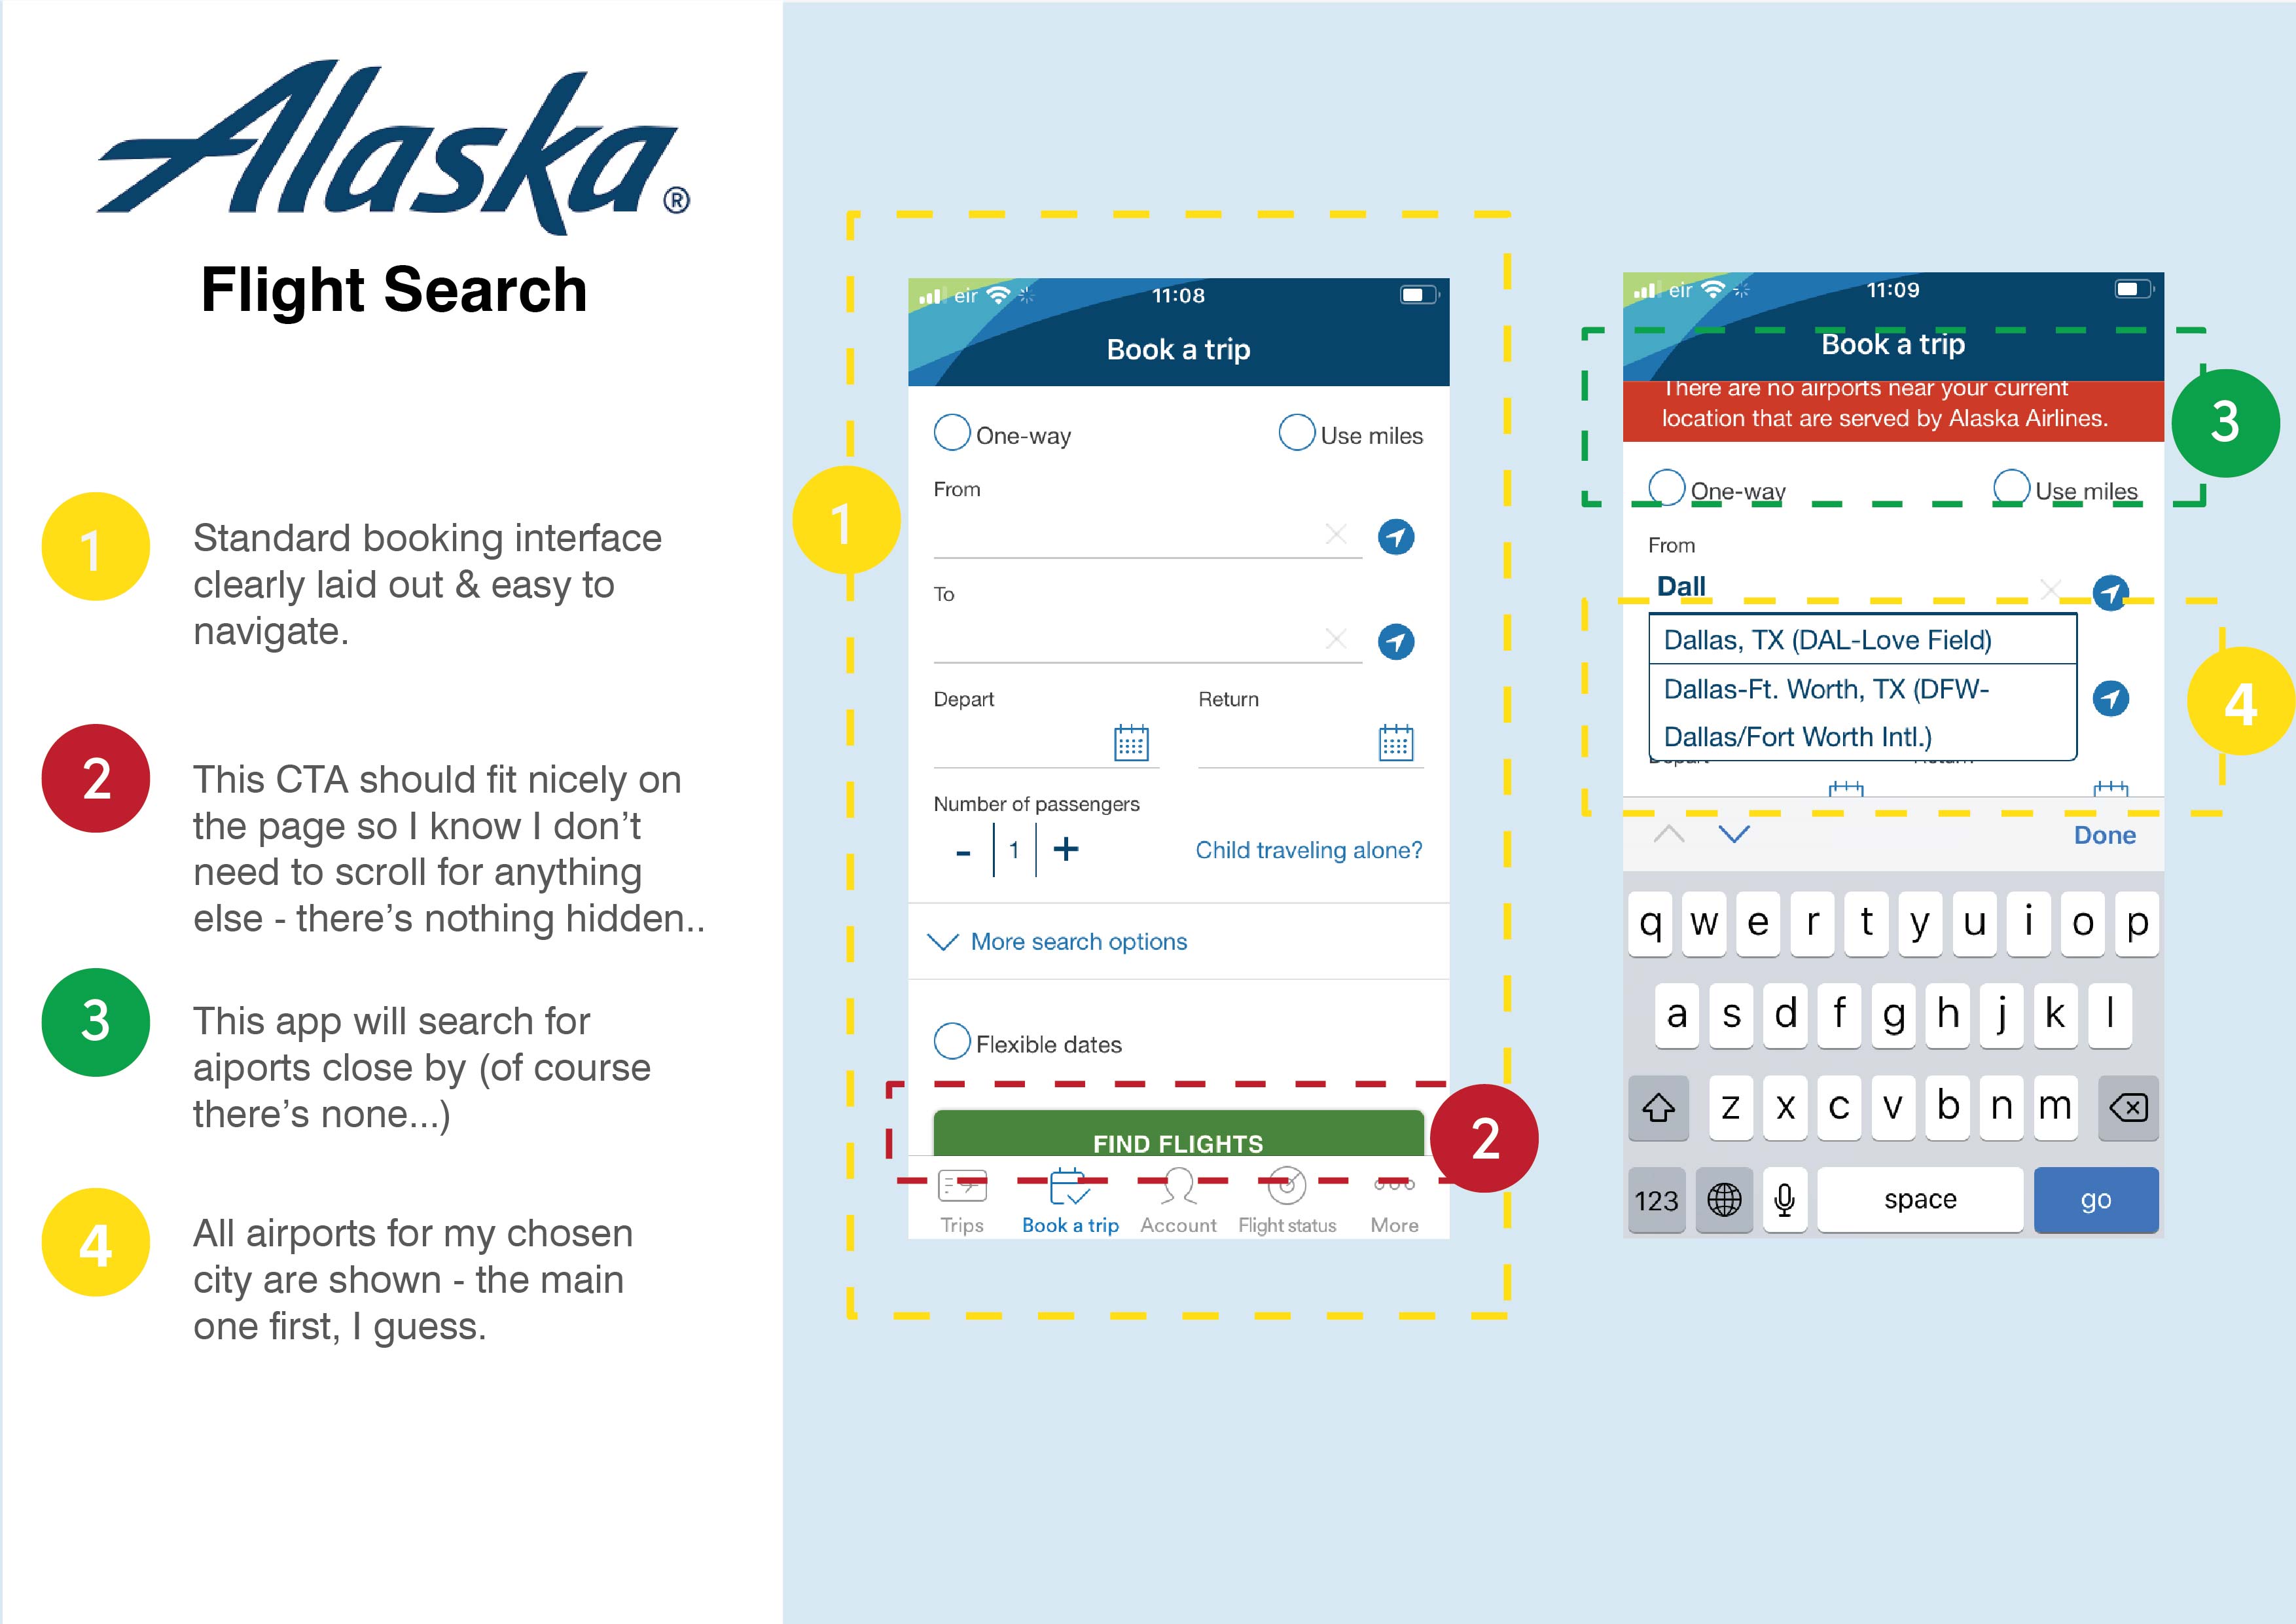 Alaska®
Flight Search
1
Standard booking interface
clearly laid out & easy to
navigate.
2
This CTA should fit nicely on
the page so I know I don't
need to scroll for anything
else - there's nothing hidden..
3
This app will search for
aiports close by (of course
there's none...)
4
All airports for my chosen
city are shown - the main
one first, I guess.
1
eir 11:08
Book a trip
One-way Use miles
From
To
Depart Return
Number of passengers
- 1 + Child traveling alone?
More search options
Flexible dates
FIND FLIGHTS
2
Trips Book a trip Account Flight status More
eir 11:09
Book a trip
There are no airports near your current
location that are served by Alaska Airlines.
3
One-way Use miles
From
Dall
Dallas, TX (DAL-Love Field)
Dallas-Ft. Worth, TX (DFW-
Dallas/Fort Worth Intl.)
4
Depart Return
Done
q w e r t y u i o p
a s d f g h j k l
z x c v b n m
123 space go